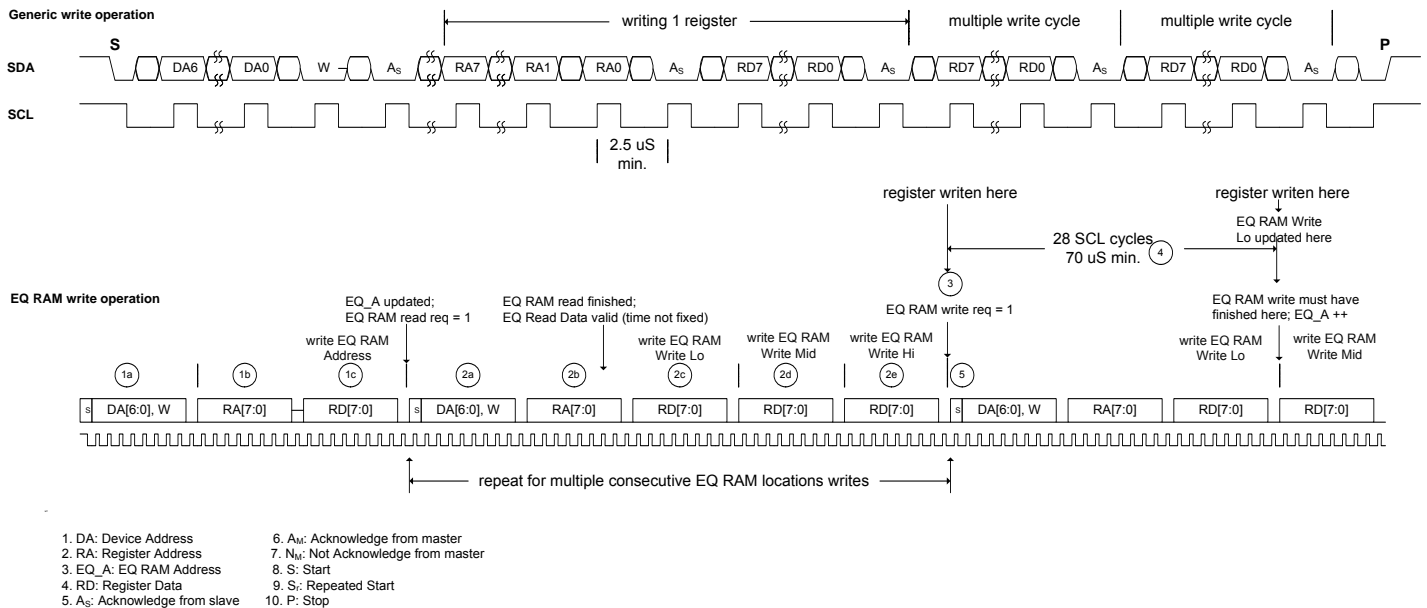 Generic write operation
writing 1 reigster
multiple write cycle
multiple write cycle
S
P
SDA
DA6
DA0
W
As
RA7
RA1
RA0
As
RD7
RD0
As
RD7
RD0
As
RD7
RD0
As
SCL
2.5 uS
min.
register writen here
register writen here
EQ RAM Write
Lo updated here
28 SCL cycles
70 uS min.
4
3
EQ RAM write operation
EQ_A updated;
EQ RAM read req = 1
EQ RAM read finished;
EQ Read Data valid (time not fixed)
EQ RAM write req = 1
EQ RAM write must have
finished here; EQ_A ++
write EQ RAM
Address
write EQ RAM
Write Lo
write EQ RAM
Write Mid
write EQ RAM
Write Hi
write EQ RAM
Write Lo
write EQ RAM
Write Mid
1a
1b
1c
2a
2b
2c
2d
2e
5
S
DA[6:0], W
RA[7:0]
RD[7:0]
S
DA[6:0], W
RA[7:0]
RD[7:0]
RD[7:0]
RD[7:0]
S
DA[6:0], W
RA[7:0]
RD[7:0]
RD[7:0]
repeat for multiple consecutive EQ RAM locations writes
1. DA: Device Address
2. RA: Register Address
3. EQ_A: EQ RAM Address
4. RD: Register Data
5. As: Acknowledge from slave
6. AM: Acknowledge from master
7. NM: Not Acknowledge from master
8. S: Start
9. Sr: Repeated Start
10. P: Stop